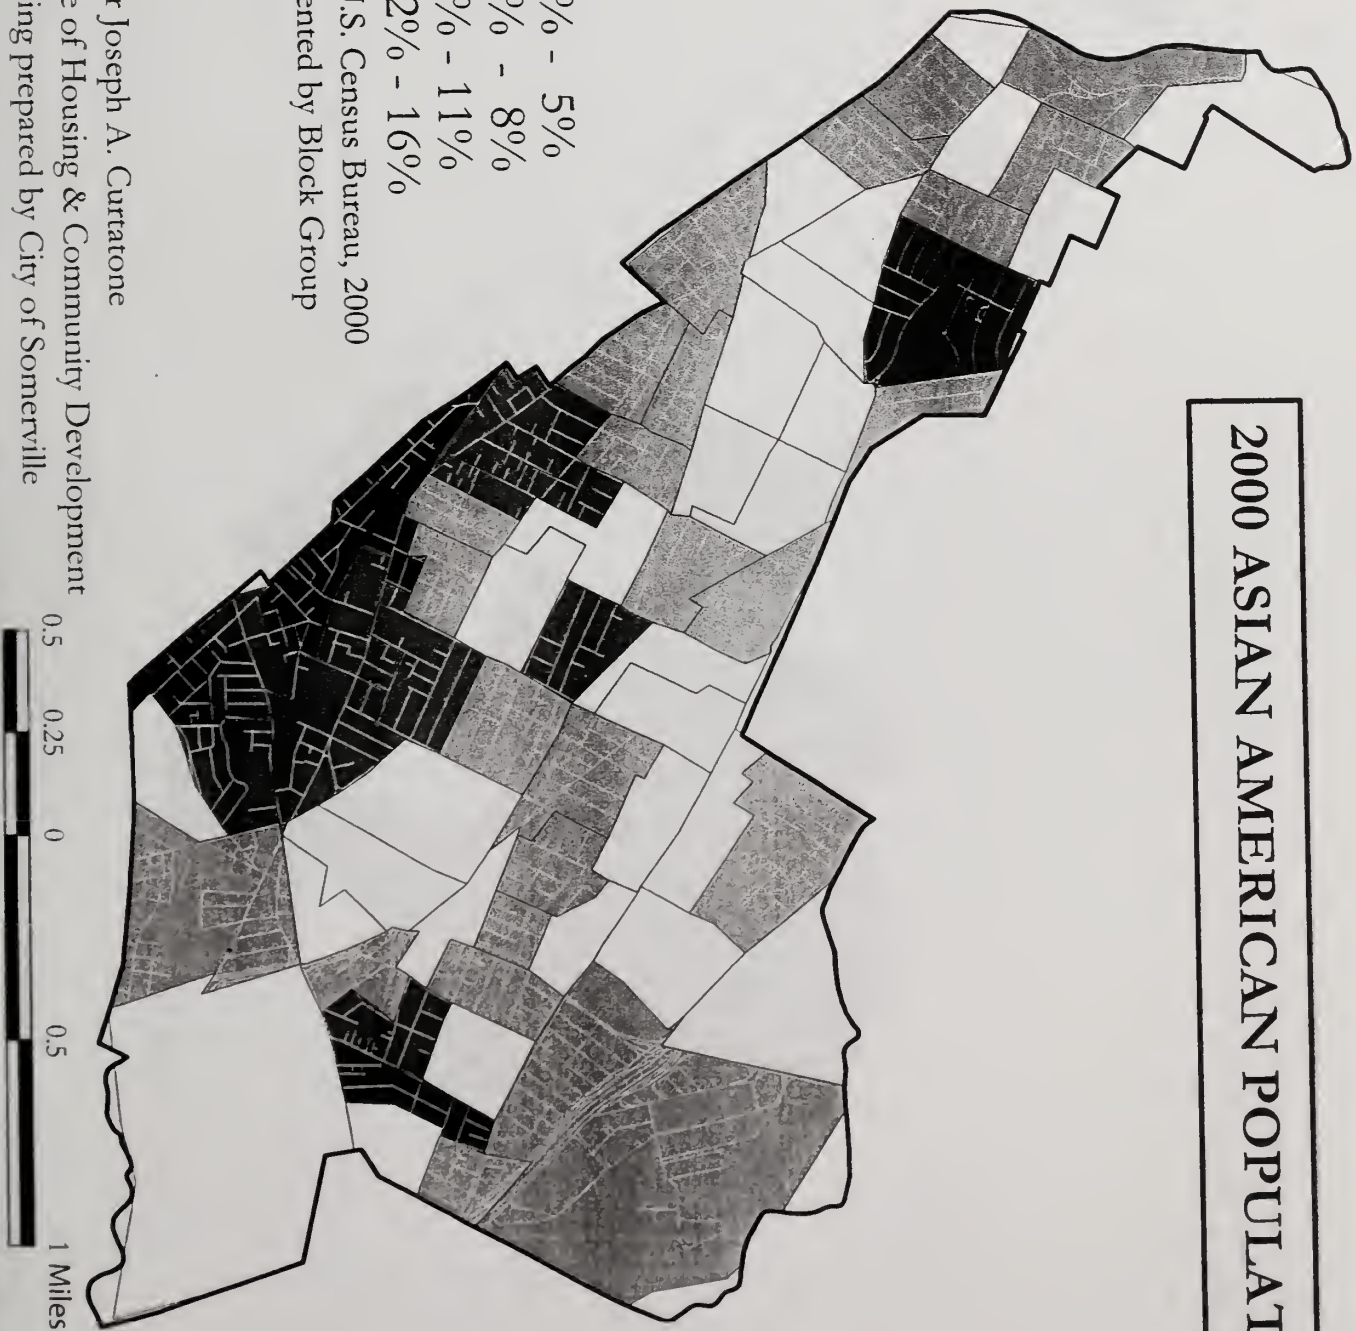 2000 ASIAN AMERICAN POPULAT
% - 5%
% - 8%
% - 11%
2% - 16%
U.S. Census Bureau, 2000
ented by Block Group
r Joseph A. Curtatone
e of Housing & Community Development
ing prepared by City of Somerville
0.5 0.25 0 0.5 1 Miles